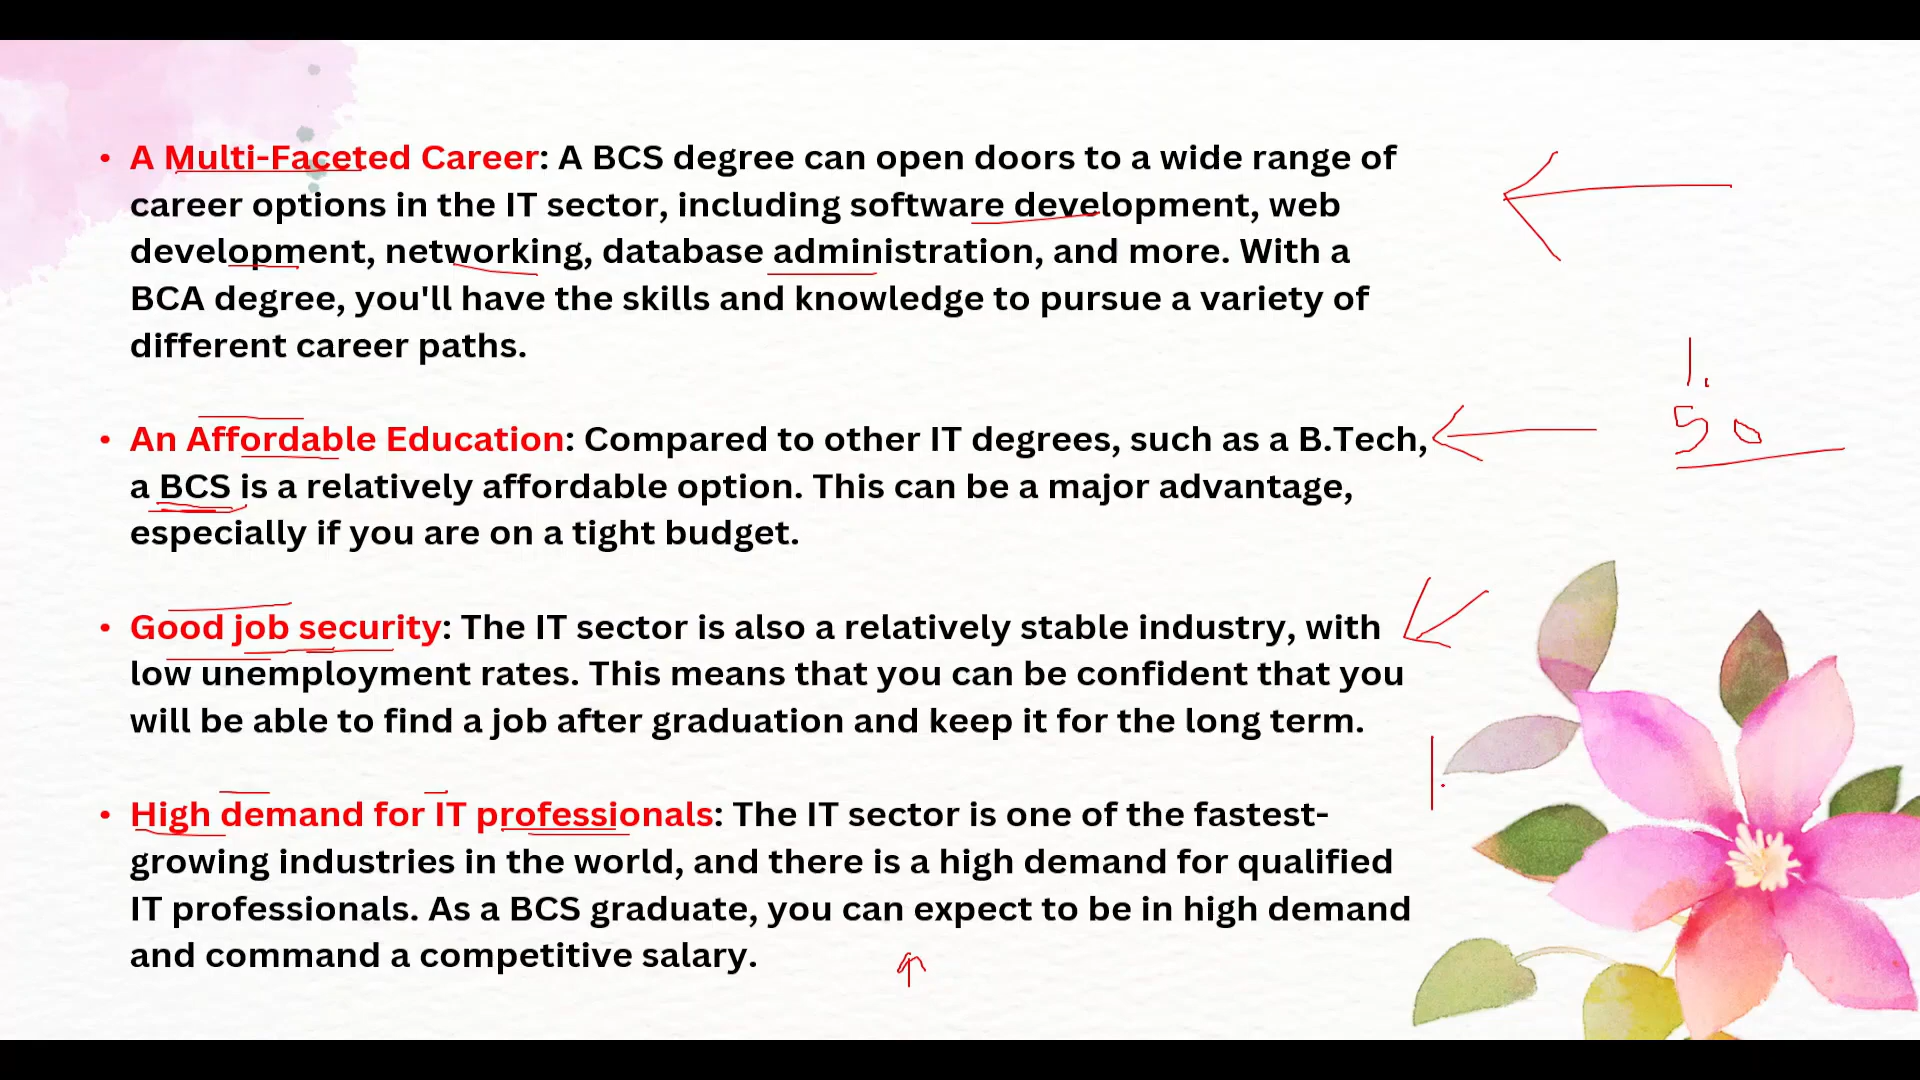 • A Multi-Faceted Career: A BCS degree can open doors to a wide range of
career options in the IT sector, including software development, web
development, networking, database administration, and more. With a
BCA degree, you'll have the skills and knowledge to pursue a variety of
different career paths.
1.
• An Affordable Education: Compared to other IT degrees, such as a B.Tech,
50
a BCS is a relatively affordable option. This can be a major advantage,
especially if you are on a tight budget.
• Good job security: The IT sector is also a relatively stable industry, with
low unemployment rates. This means that you can be confident that you
will be able to find a job after graduation and keep it for the long term.
1.
• High demand for IT professionals: The IT sector is one of the fastest-
growing industries in the world, and there is a high demand for qualified
IT professionals. As a BCS graduate, you can expect to be in high demand
and command a competitive salary.